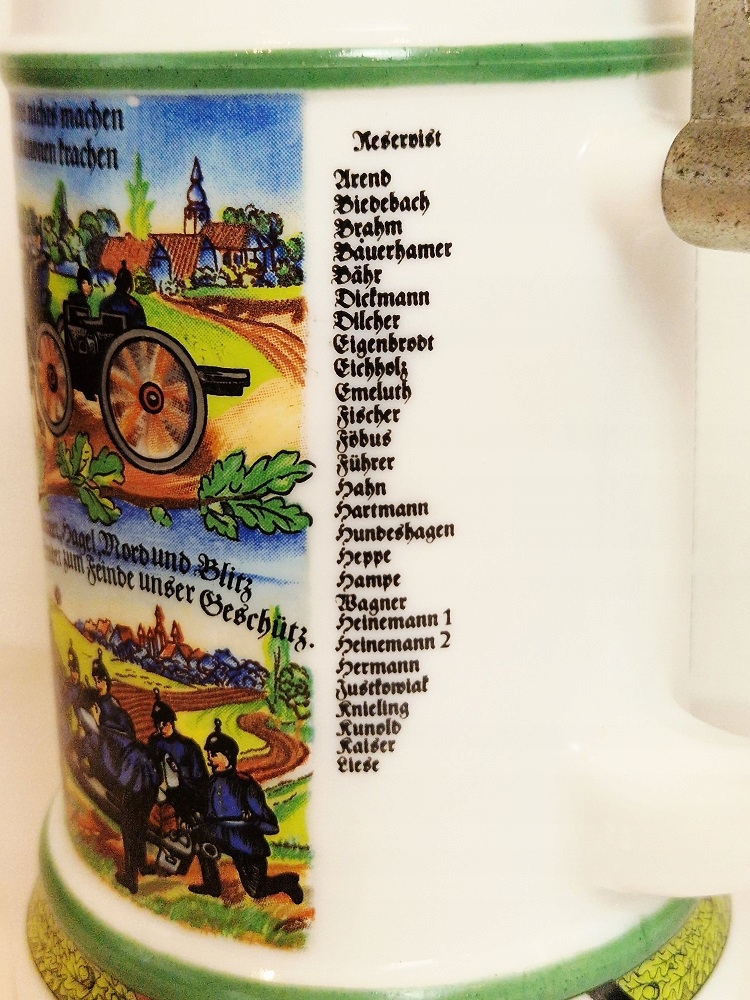 nichts machen
krachen
Hagel, Mord und Blitz
zum Feinde unser Geschütz.
Reservist
Arend
Biedebach
Brahm
Bäuerhamer
Bähr
Dickmann
Dilcher
Eigenbrodt
Eichholz
Emeluth
Fischer
Föbus
Führer
Hahn
Hartmann
Hundeshagen
Heppe
Hampe
Wagner
Heinemann 1
Heinemann 2
Hermann
Justkowiak
Knieling
Kunold
Kaiser
Liese